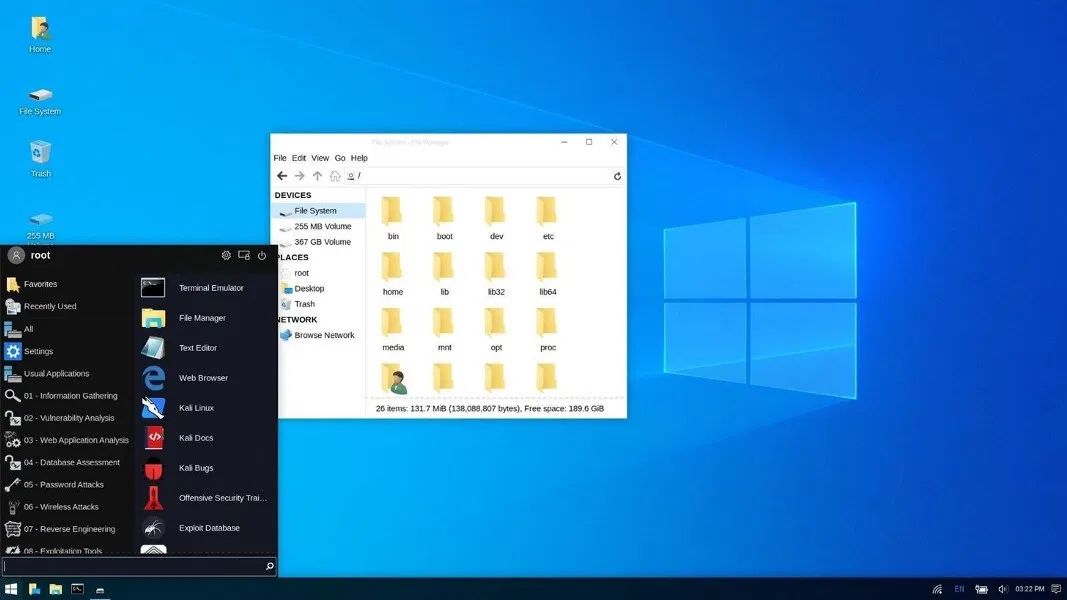 Home
File System
Trash
255 MB
Volume
File System - File Manager
File Edit View Go Help
/
DEVICES
File System
255 MB Volume
367 GB Volume
PLACES
root
Desktop
Trash
NETWORK
Browse Network
bin boot dev etc
home lib lib32 lib64
media mnt opt proc
26 items: 131.7 MiB (138,088,807 bytes), Free space: 189.6 GiB
root
Favorites
Recently Used
All
Settings
Usual Applications
01 - Information Gathering
02 - Vulnerability Analysis
03 - Web Application Analysis
04 - Database Assessment
05 - Password Attacks
06 - Wireless Attacks
07 - Reverse Engineering
08 - Exploitation Tools
Terminal Emulator
File Manager
Text Editor
Web Browser
Kali Linux
Kali Docs
Kali Bugs
Offensive Security Trai...
Exploit Database
EN
03:22 PM